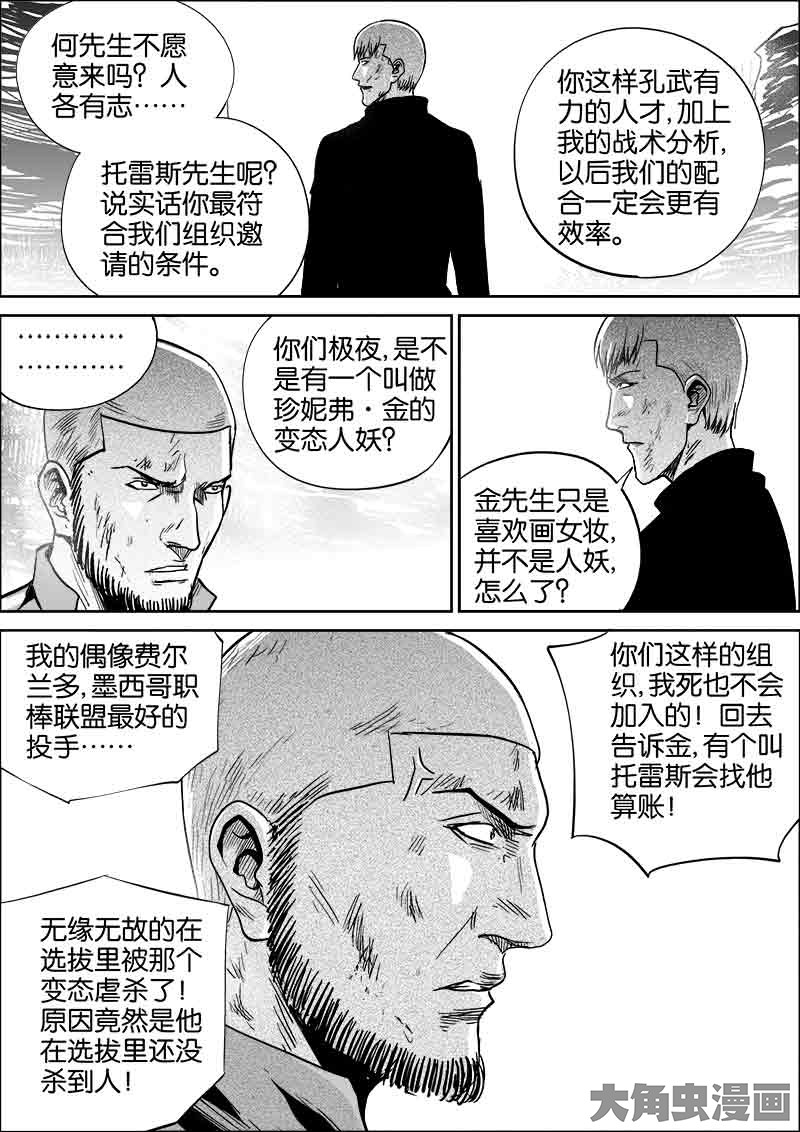 何先生不愿
意来吗？人
各有志……
托雷斯先生呢？
说实话你最符
合我们组织邀
请的条件。
你这样孔武有
力的人才，加上
我的战术分析，
以后我们的配
合一定会更有
效率。
…………
…………
你们极夜，是不
是有一个叫做
珍妮弗·金的
变态人妖？
金先生只是
喜欢画女妆，
并不是人妖，
怎么了？
我的偶像费尔
兰多，墨西哥职
棒联盟最好的
投手……
无缘无故的在
选拔里被那个
变态虐杀了！
原因竟然是他
在选拔里还没
杀到人！
你们这样的组
织，我死也不会
加入的！回去
告诉金，有个叫
托雷斯会找他
算账！
大角虫漫画